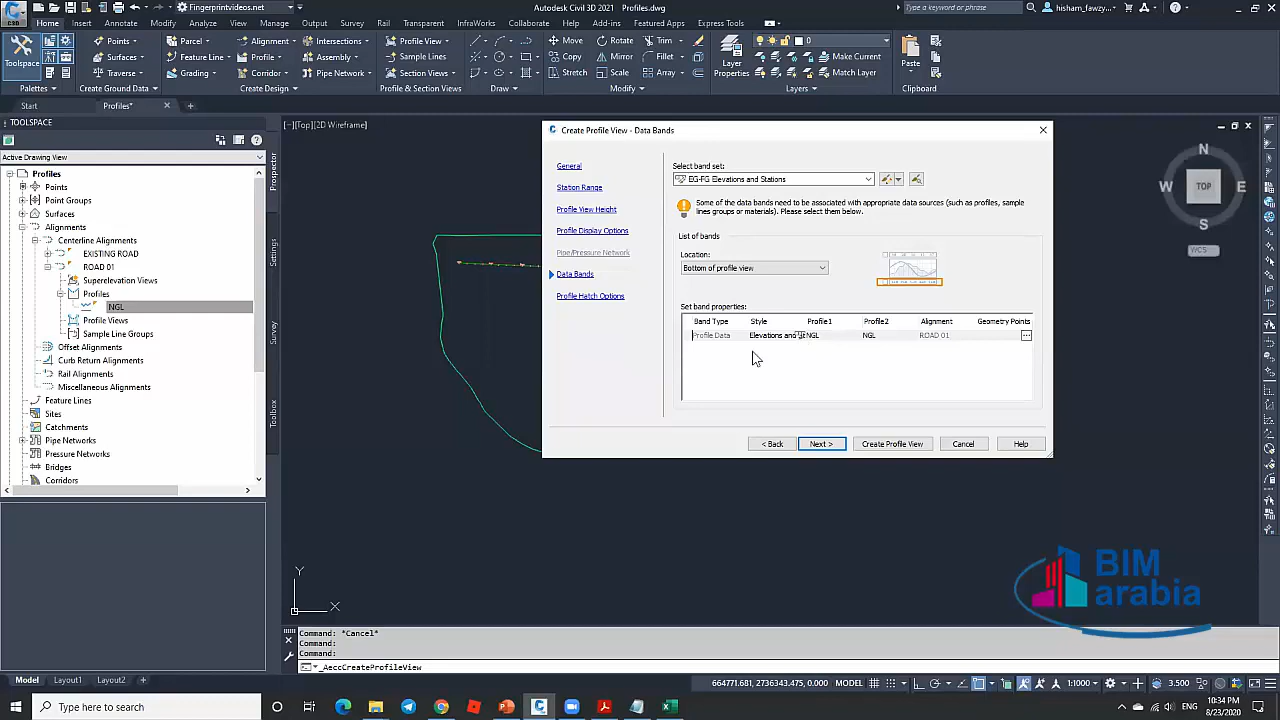 C3D
Fingerprintvideos.net
Autodesk Civil 3D 2021 Profiles.dwg
Type a keyword or phrase
hisham_fawzy...
Home Insert Annotate Modify Analyze View Manage Output Survey Rail Transparent InfraWorks Collaborate Help Add-ins Featured Apps Express Tools
Toolspace
Palettes
Points
Surfaces
Traverse
Create Ground Data
Parcel
Feature Line
Grading
Alignment
Profile
Corridor
Intersections
Assembly
Pipe Network
Create Design
Profile View
Sample Lines
Section Views
Profile & Section Views
Draw
Move Rotate Trim
Copy Mirror Fillet
Stretch Scale Array
Modify
Layer Properties
0
Make Current
Match Layer
Layers
Paste
Clipboard
Start Profiles*
TOOLSPACE
Active Drawing View
Profiles
Points
Point Groups
Surfaces
Alignments
Centerline Alignments
EXISTING ROAD
ROAD 01
Superelevation Views
Profiles
NGL
Profile Views
Sample Line Groups
Offset Alignments
Curb Return Alignments
Rail Alignments
Miscellaneous Alignments
Feature Lines
Sites
Catchments
Pipe Networks
Pressure Networks
Bridges
Corridors
Prospector
Settings
Survey
Toolbox
[−][Top][2D Wireframe]
Create Profile View - Data Bands
General
Station Range
Profile View Height
Profile Display Options
Pipe/Pressure Network
Data Bands
Profile Hatch Options
Select band set:
EG-FG Elevations and Stations
Some of the data bands need to be associated with appropriate data sources (such as profiles, sample
lines groups or materials). Please select them below.
List of bands
Location:
Bottom of profile view
Set band properties:
Band Type Style Profile1 Profile2 Alignment Geometry Points
Profile Data Elevations and NGL NGL ROAD 01 ...
< Back Next > Create Profile View Cancel Help
N
W TOP E
S
WCS
Y
X
BIM
arabia
Command: *Cancel*
Command:
Command:
_AeccCreateProfileView
Model Layout1 Layout2
664771.681, 2736343.475, 0.000 MODEL 1:1000 3.500
Type here to search
10:34 PM
8/23/2020